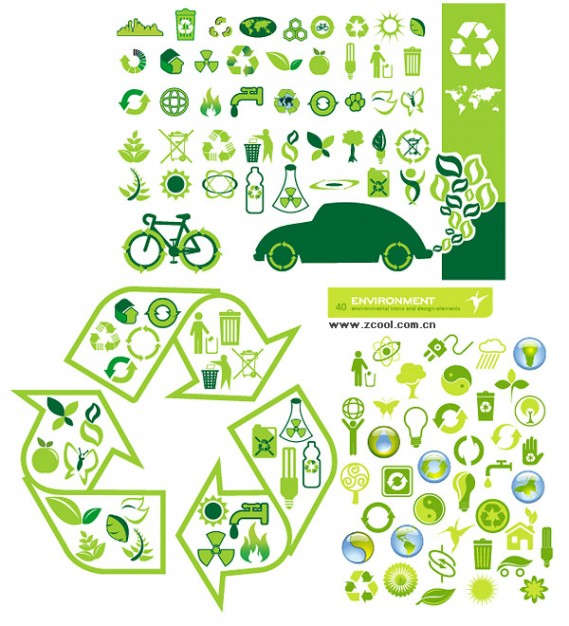 40 ENVIRONMENT
environmental icons and design-elements
www.zcool.com.cn